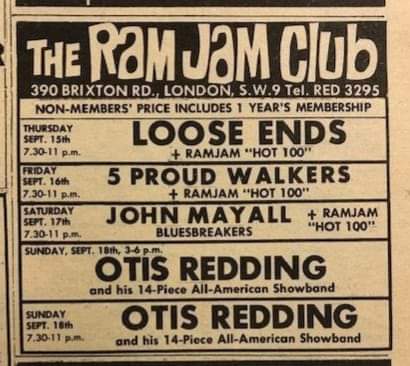 THE RAM JAM CLUB
390 BRIXTON RD., LONDON, S.W.9 Tel. RED 3295
NON-MEMBERS' PRICE INCLUDES 1 YEAR'S MEMBERSHIP
THURSDAY
SEPT. 15th
7.30-11 p.m.
LOOSE ENDS
+ RAMJAM "HOT 100"
FRIDAY
SEPT. 16th
7.30-11 p.m.
5 PROUD WALKERS
+ RAMJAM "HOT 100"
SATURDAY
SEPT. 17th
7.30-11 p.m.
JOHN MAYALL
BLUESBREAKERS
+ RAMJAM
"HOT 100"
SUNDAY, SEPT. 18th, 3-6 p.m.
OTIS REDDING
and his 14-Piece All-American Showband
SUNDAY
SEPT. 18th
7.30-11 p.m.
OTIS REDDING
and his 14-Piece All-American Showband